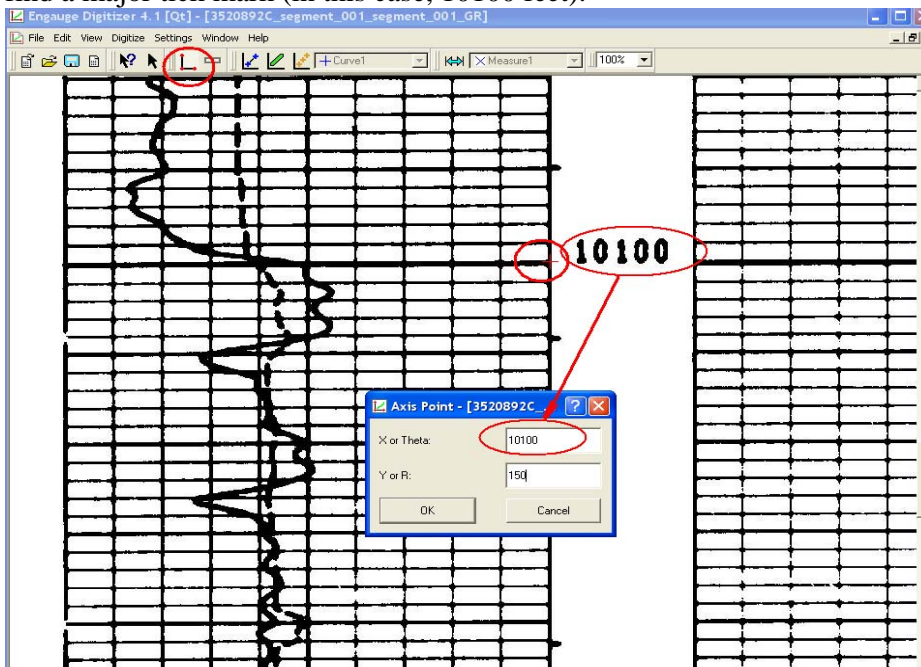 find a major tick mark (in this case, 10100 feet).
Engauge Digitizer 4.1 [Qt] - [3520892C_segment_001_segment_001_GR]
File Edit View Digitize Settings Window Help
Curve1 Measure1 100%
10100
Axis Point - [3520892C_
X or Theta: 10100
Y or R: 150
OK Cancel